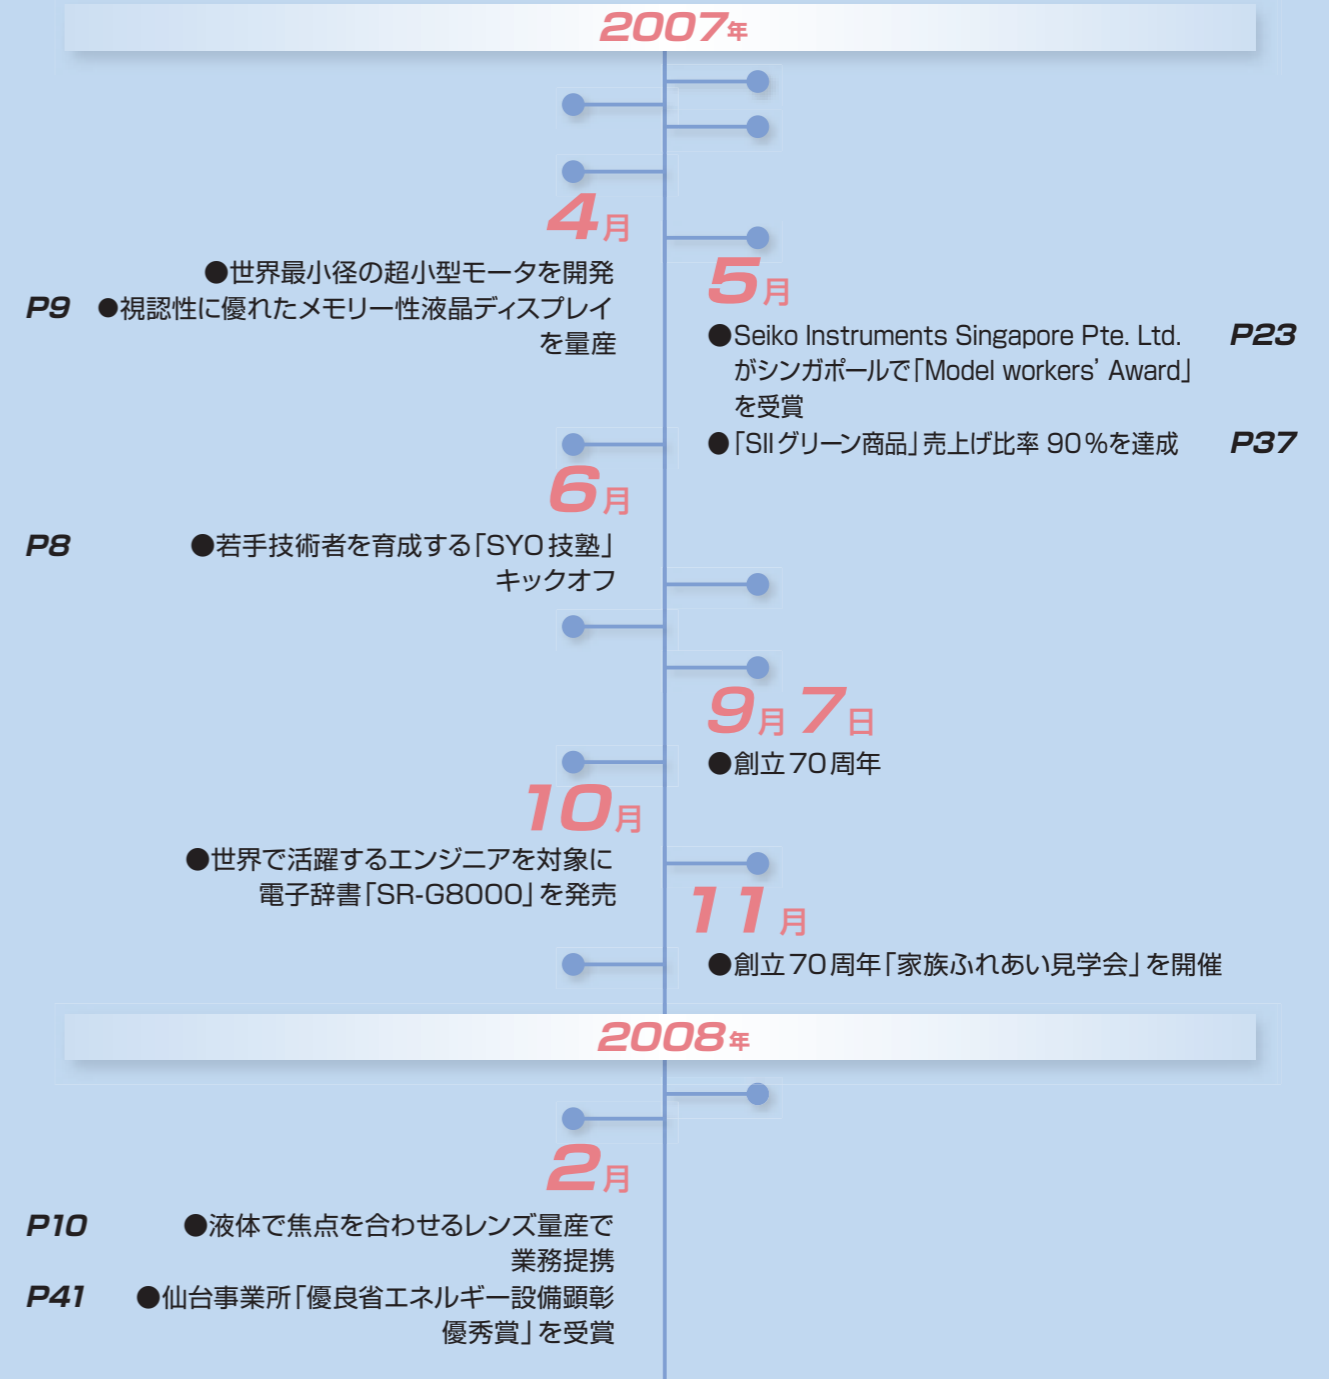 2007年
4月
●世界最小径の超小型モータを開発
P9 ●視認性に優れたメモリー性液晶ディスプレイ
を量産
5月
●Seiko Instruments Singapore Pte. Ltd. P23
がシンガポールで「Model workers’ Award」
を受賞
●「SIIグリーン商品」売上げ比率 90%を達成 P37
6月
P8 ●若手技術者を育成する「SYO技塾」
キックオフ
9月7日
●創立70周年
10月
●世界で活躍するエンジニアを対象に
電子辞書「SR-G8000」を発売
11月
●創立70周年「家族ふれあい見学会」を開催
2008年
2月
P10 ●液体で焦点を合わせるレンズ量産で
業務提携
P41 ●仙台事業所「優良省エネルギー設備顕彰
優秀賞」を受賞